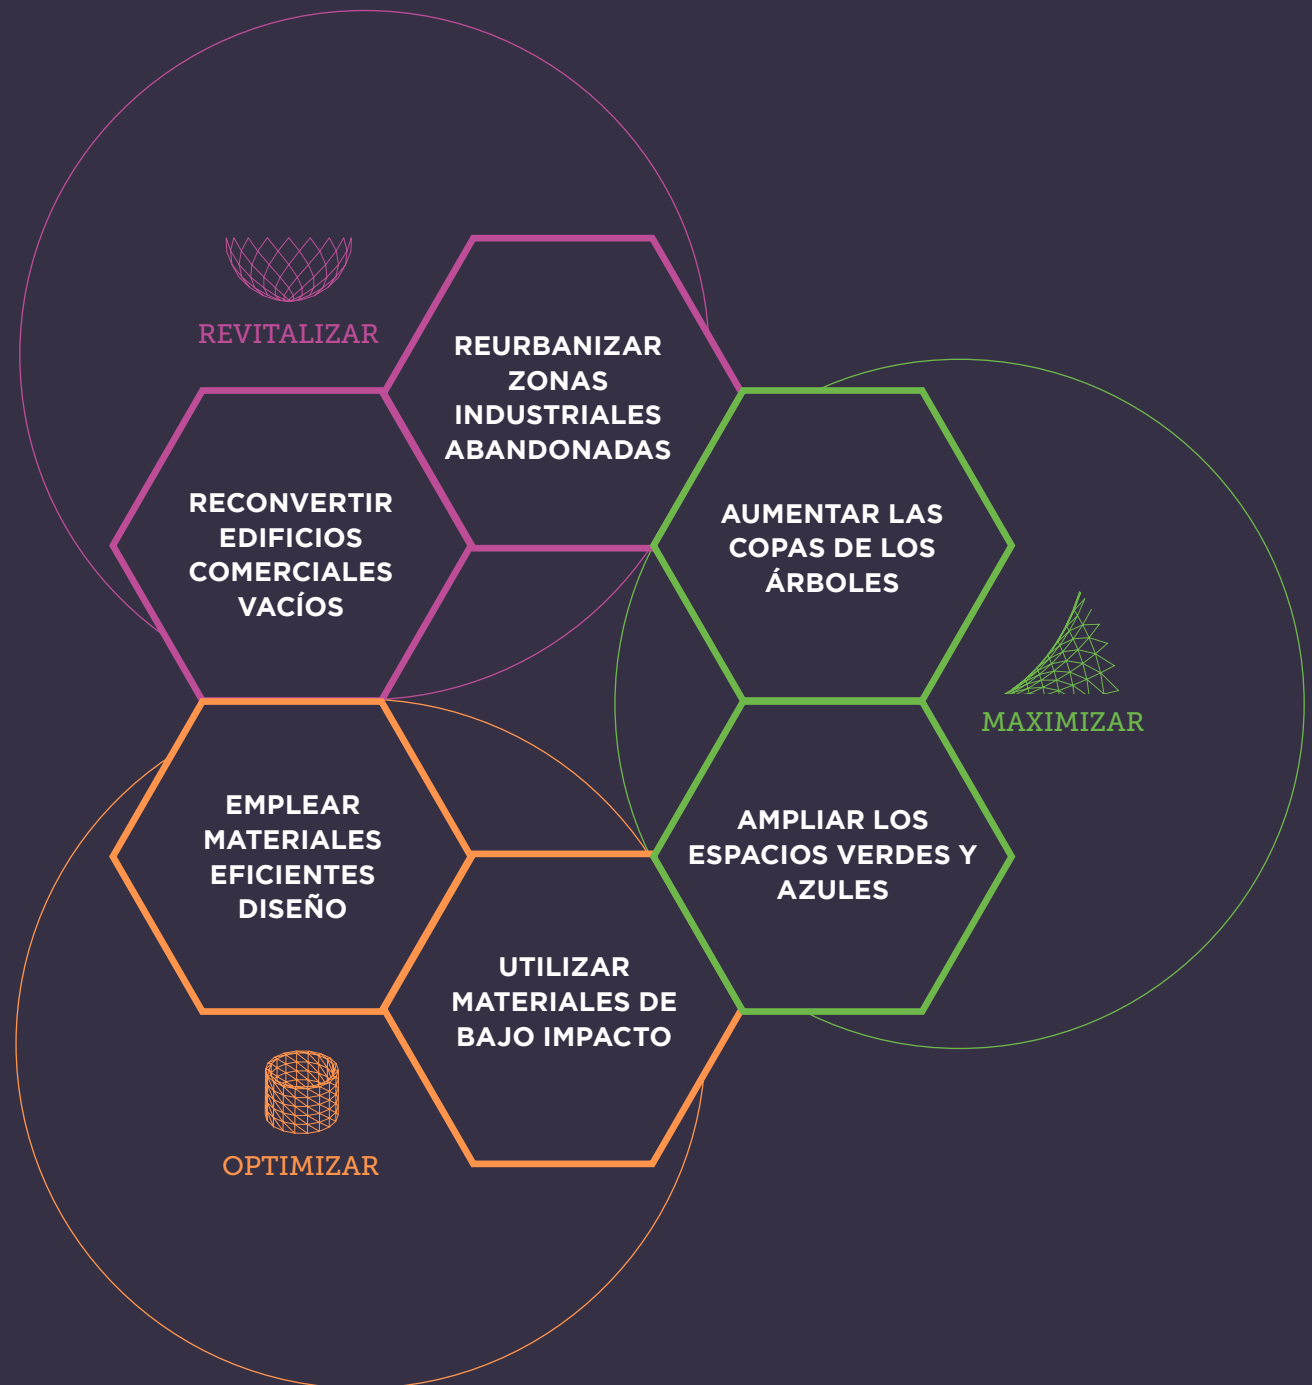 REVITALIZAR
REURBANIZAR
ZONAS
INDUSTRIALES
ABANDONADAS
RECONVERTIR
EDIFICIOS
COMERCIALES
VACÍOS
AUMENTAR LAS
COPAS DE LOS
ÁRBOLES
MAXIMIZAR
AMPLIAR LOS
ESPACIOS VERDES Y
AZULES
EMPLEAR
MATERIALES
EFICIENTES
DISEÑO
UTILIZAR
MATERIALES DE
BAJO IMPACTO
OPTIMIZAR